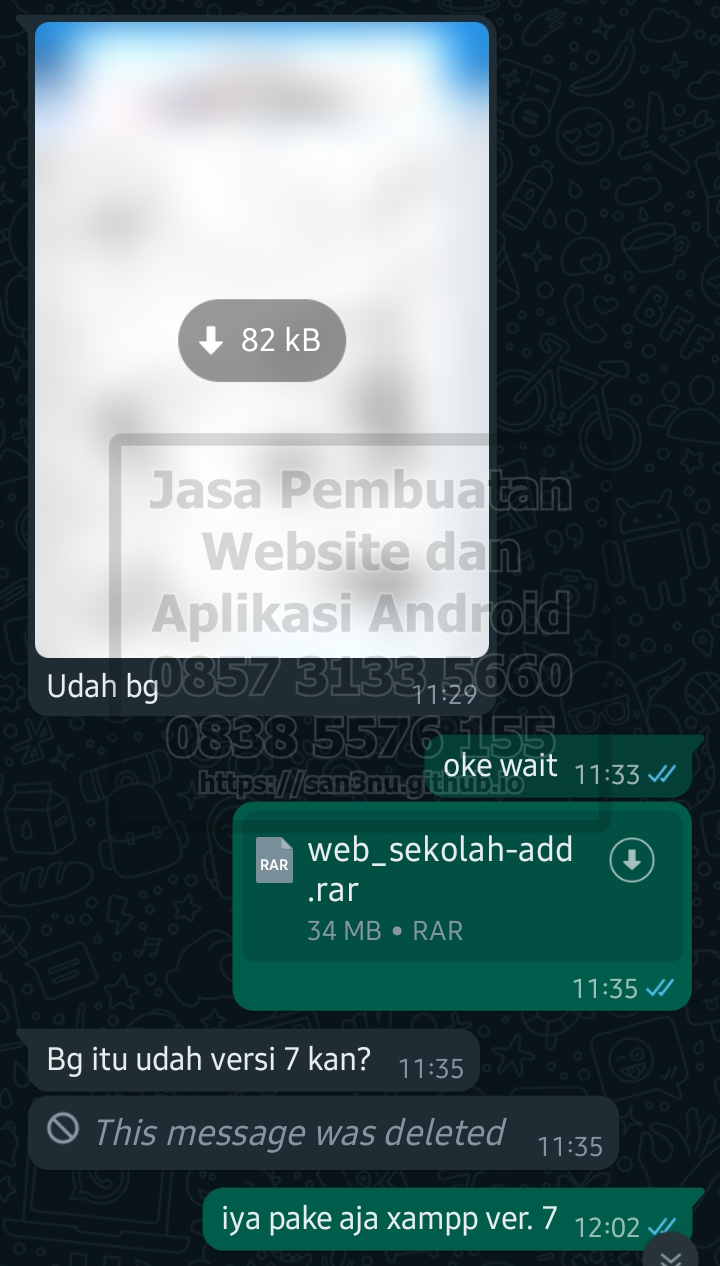 82 kB
Jasa Pembuatan
Website dan
Aplikasi Android
0857 3133 5660
0838 5576 155
https://san3nu.github.io
Udah bg 11:29
oke wait 11:33
RAR
web_sekolah-add
.rar
34 MB • RAR
11:35
Bg itu udah versi 7 kan? 11:35
This message was deleted 11:35
iya pake aja xampp ver. 7 12:02